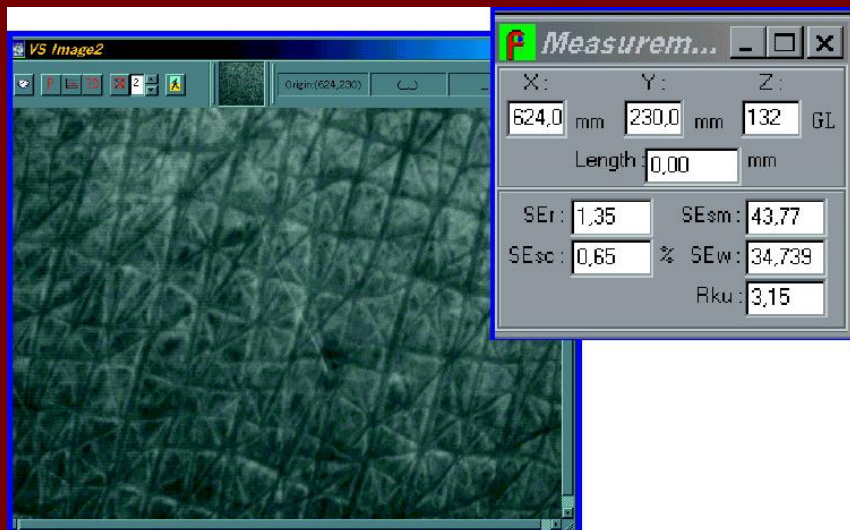 VS Image2
3D 2 Origin:(624,230)
Measurem...
X: Y: Z:
624,0 mm 230,0 mm 132 GL
Length: 0,00 mm
SEr: 1,35 SEsm: 43,77
SEsc: 0,65 % SEw: 34,739
Rku: 3,15